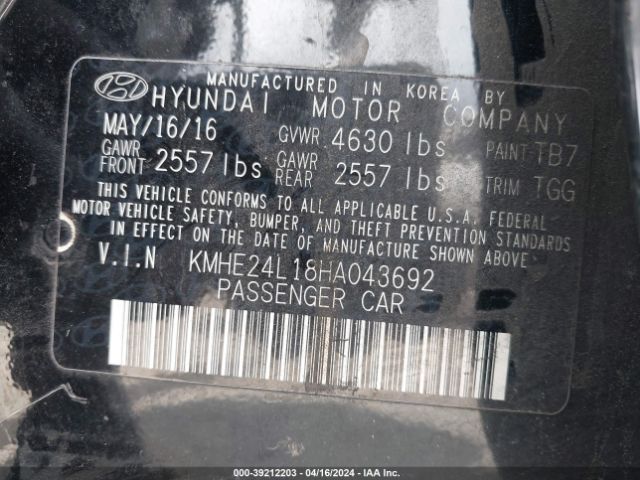 MANUFACTURED IN KOREA BY
HYUNDAI MOTOR COMPANY
MAY/16/16 GVWR 4630 lbs PAINT TB7
GAWR FRONT 2557 lbs GAWR REAR 2557 lbs TRIM TGG
THIS VEHICLE CONFORMS TO ALL APPLICABLE U.S.A. FEDERAL
MOTOR VEHICLE SAFETY, BUMPER, AND THEFT PREVENTION STANDARDS
IN EFFECT ON THE DATE OF MANUFACTURE SHOWN ABOVE.
V.I.N KMHE24L18HA043692
PASSENGER CAR
000-39212203 - 04/16/2024 - IAA Inc.